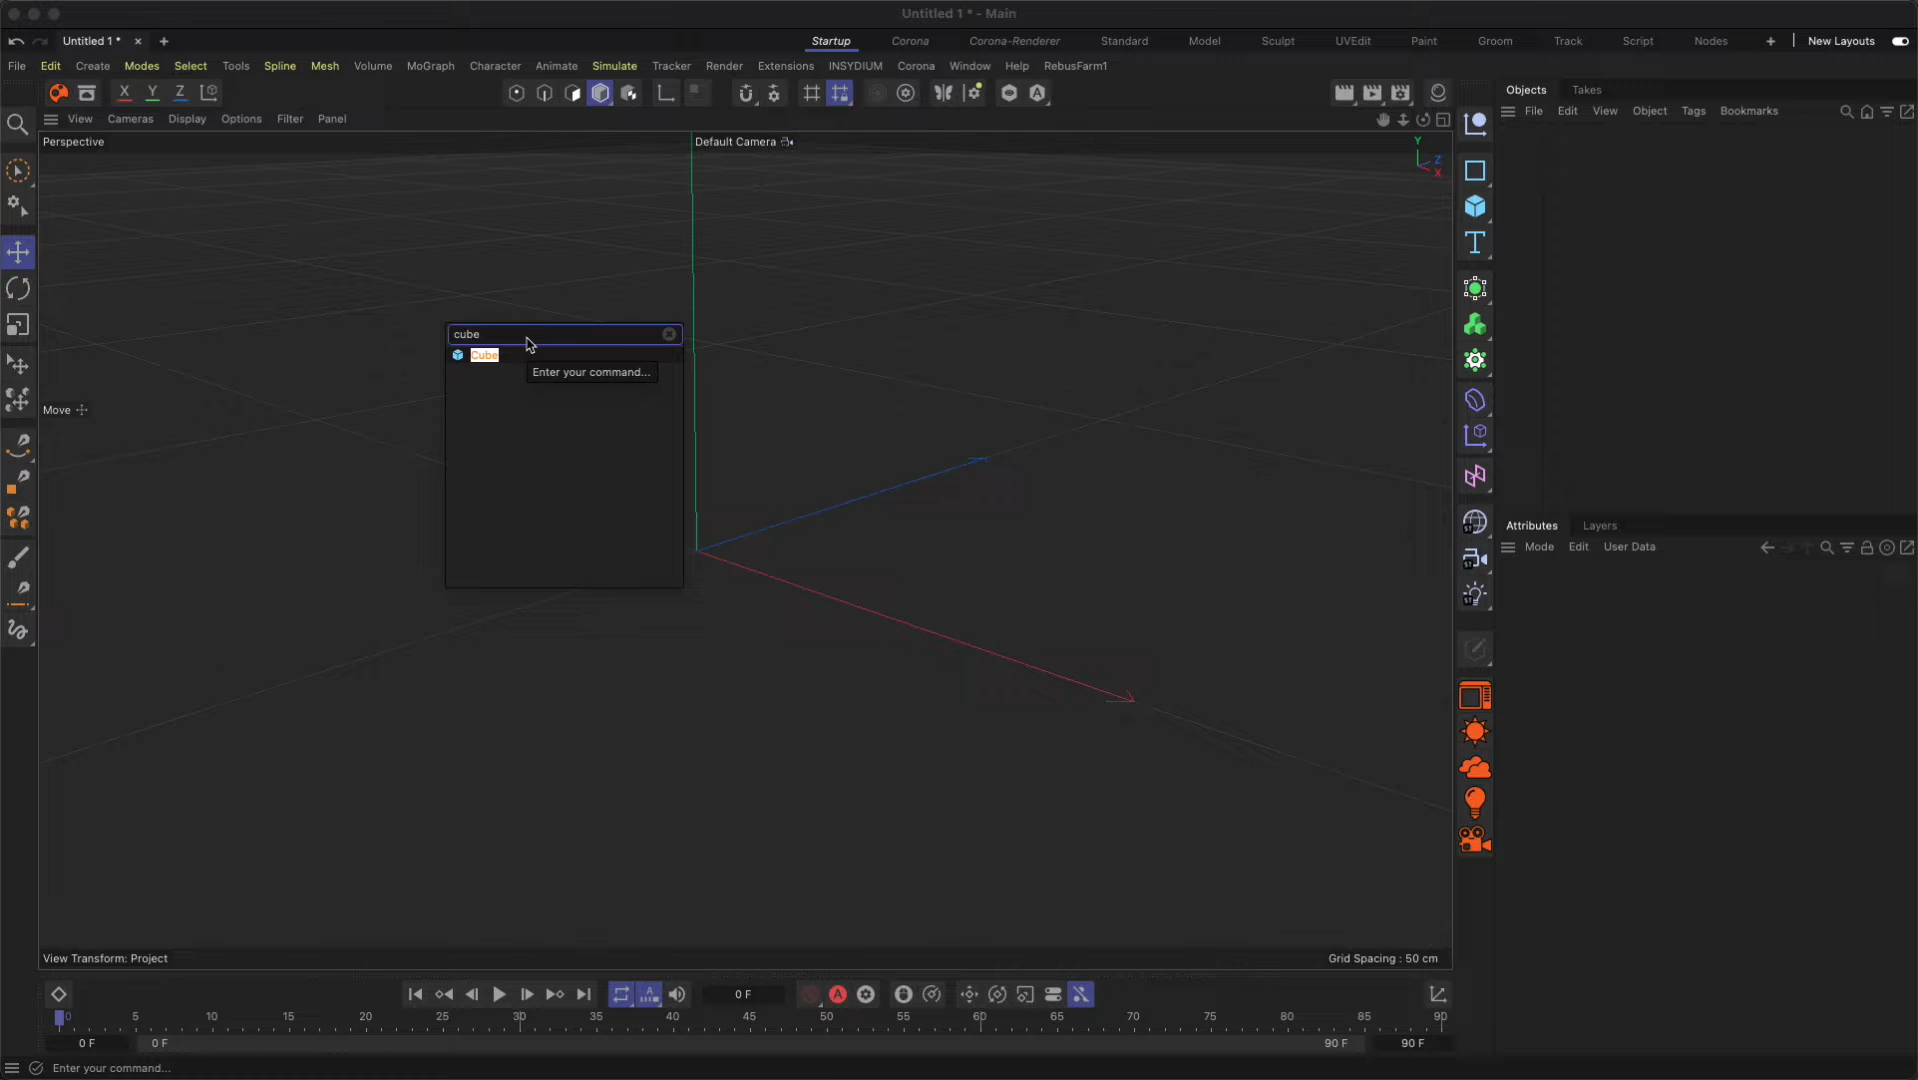 Untitled 1 * - Main
Untitled 1 *
Startup
Corona
Corona-Renderer
Standard
Model
Sculpt
UVEdit
Paint
Groom
Track
Script
Nodes
New Layouts
File Edit Create Modes Select Tools Spline Mesh Volume MoGraph Character Animate Simulate Tracker Render Extensions INSYDIUM Corona Window Help RebusFarm1
X Y Z
Objects Takes
File Edit View Object Tags Bookmarks
View Cameras Display Options Filter Panel
Perspective
Default Camera
Y
Z
X
cube
Cube
Enter your command...
Move
Attributes Layers
Mode Edit User Data
ST
ST
ST
View Transform: Project
Grid Spacing : 50 cm
0 F
0 5 10 15 20 25 30 35 40 45 50 55 60 65 70 75 80 85 90
0 F 0 F 90 F 90 F
Enter your command...